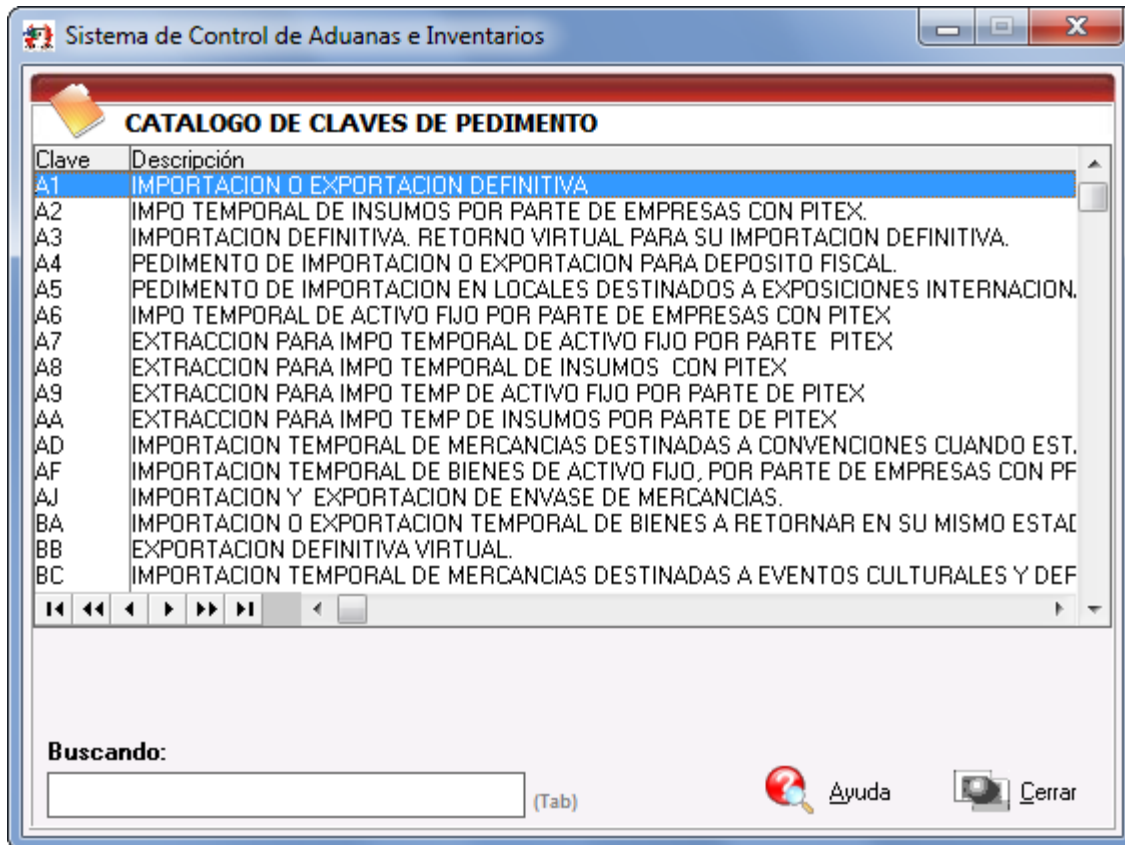 Sistema de Control de Aduanas e Inventarios
CATALOGO DE CLAVES DE PEDIMENTO
Clave Descripción
A1 IMPORTACION O EXPORTACION DEFINITIVA
A2 IMPO TEMPORAL DE INSUMOS POR PARTE DE EMPRESAS CON PITEX.
A3 IMPORTACION DEFINITIVA. RETORNO VIRTUAL PARA SU IMPORTACION DEFINITIVA.
A4 PEDIMENTO DE IMPORTACION O EXPORTACION PARA DEPOSITO FISCAL.
A5 PEDIMENTO DE IMPORTACION EN LOCALES DESTINADOS A EXPOSICIONES INTERNACION
A6 IMPO TEMPORAL DE ACTIVO FIJO POR PARTE DE EMPRESAS CON PITEX
A7 EXTRACCION PARA IMPO TEMPORAL DE ACTIVO FIJO POR PARTE PITEX
A8 EXTRACCION PARA IMPO TEMPORAL DE INSUMOS CON PITEX
A9 EXTRACCION PARA IMPO TEMP DE ACTIVO FIJO POR PARTE DE PITEX
AA EXTRACCION PARA IMPO TEMP DE INSUMOS POR PARTE DE PITEX
AD IMPORTACION TEMPORAL DE MERCANCIAS DESTINADAS A CONVENCIONES CUANDO EST
AF IMPORTACION TEMPORAL DE BIENES DE ACTIVO FIJO, POR PARTE DE EMPRESAS CON
AJ IMPORTACION Y EXPORTACION DE ENVASE DE MERCANCIAS.
BA IMPORTACION O EXPORTACION TEMPORAL DE BIENES A RETORNAR EN SU MISMO
BB EXPORTACION DEFINITIVA VIRTUAL.
BC IMPORTACION TEMPORAL DE MERCANCIAS DESTINADAS A EVENTOS CULTURALES Y
Buscando:
(Tab) Ayuda Cerrar